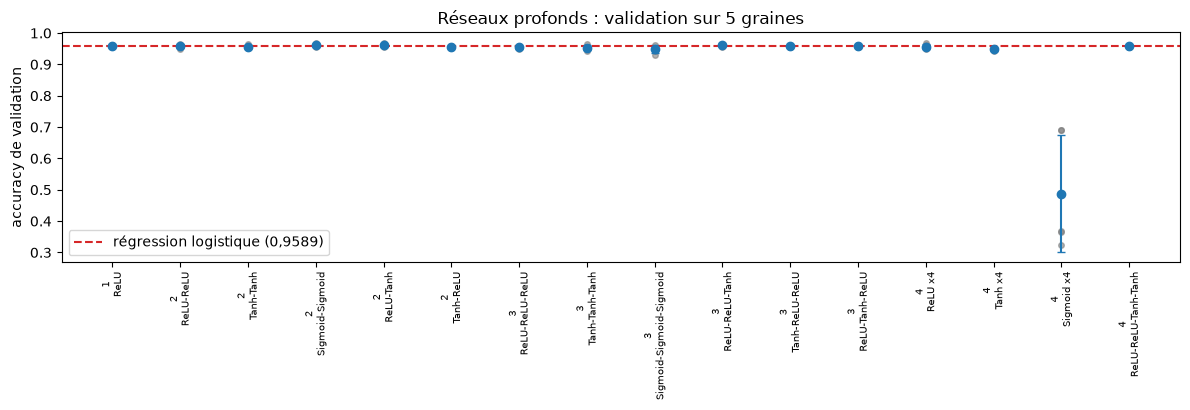 Réseaux profonds : validation sur 5 graines
accuracy de validation
1.0
0.9
0.8
0.7
0.6
0.5
0.4
0.3
régression logistique (0,9589)
1
ReLU
2
ReLU-ReLU
2
Tanh-Tanh
2
Sigmoid-Sigmoid
2
ReLU-Tanh
2
Tanh-ReLU
3
ReLU-ReLU-ReLU
3
Tanh-Tanh-Tanh
3
Sigmoid-Sigmoid-Sigmoid
3
ReLU-ReLU-Tanh
3
Tanh-ReLU-ReLU
3
ReLU-Tanh-ReLU
4
ReLU x4
4
Tanh x4
4
Sigmoid x4
4
ReLU-ReLU-Tanh-Tanh